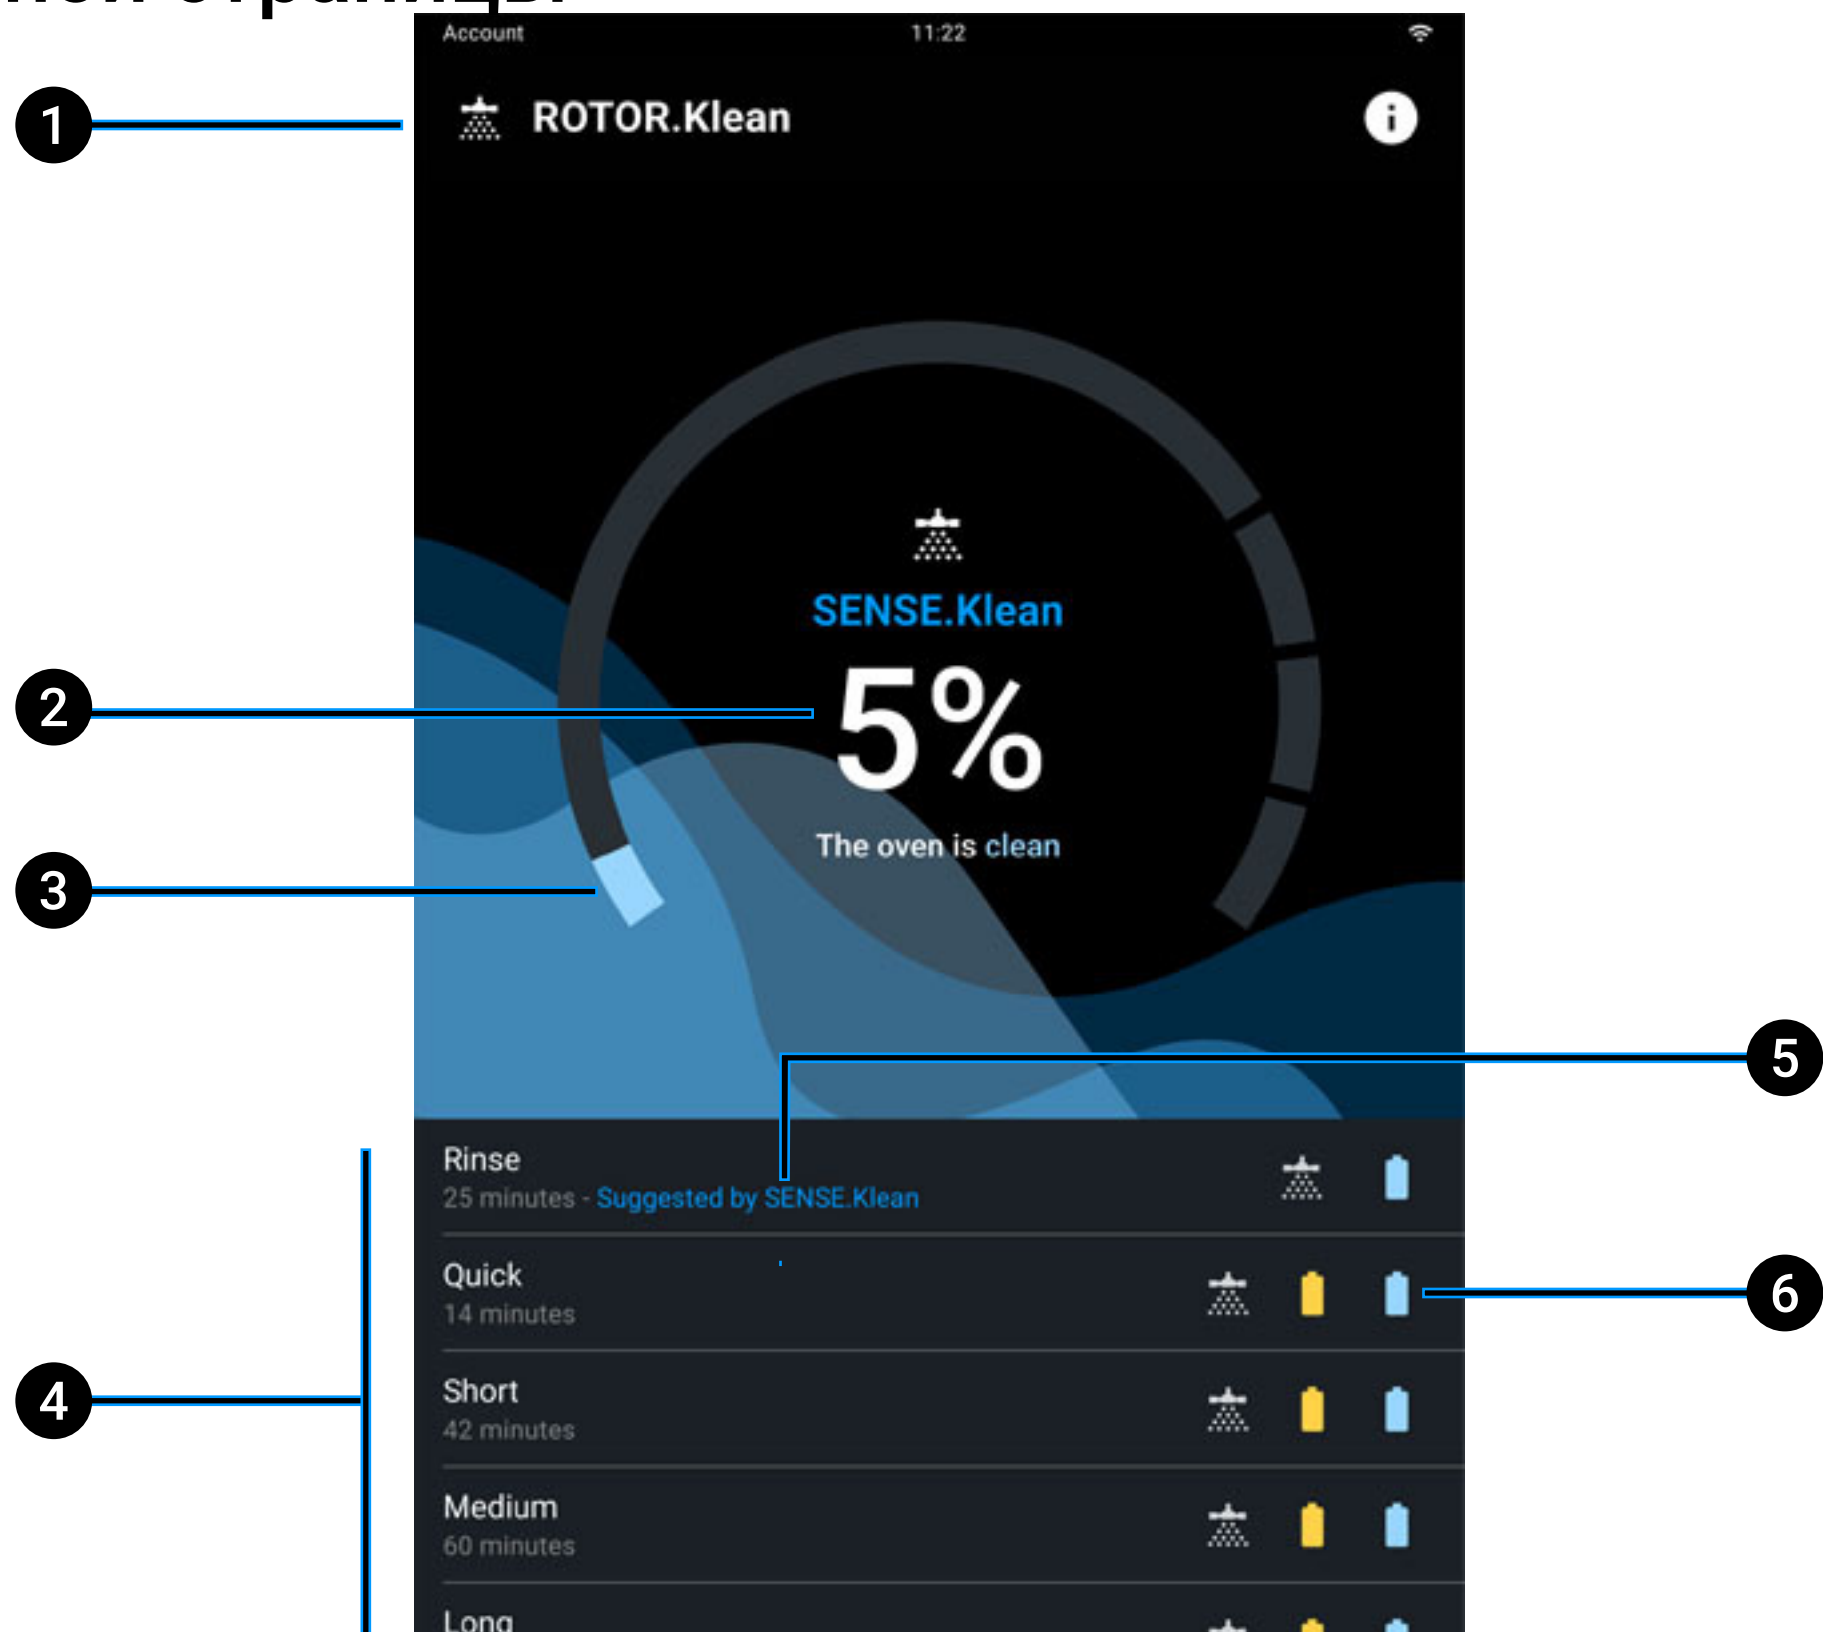 страницы
Account 11:22
1
ROTOR.Klean
SENSE.Klean
2
5%
The oven is clean
3
5
Rinse
25 minutes - Suggested by SENSE.Klean
Quick
14 minutes
6
Short
42 minutes
4
Medium
60 minutes
Long